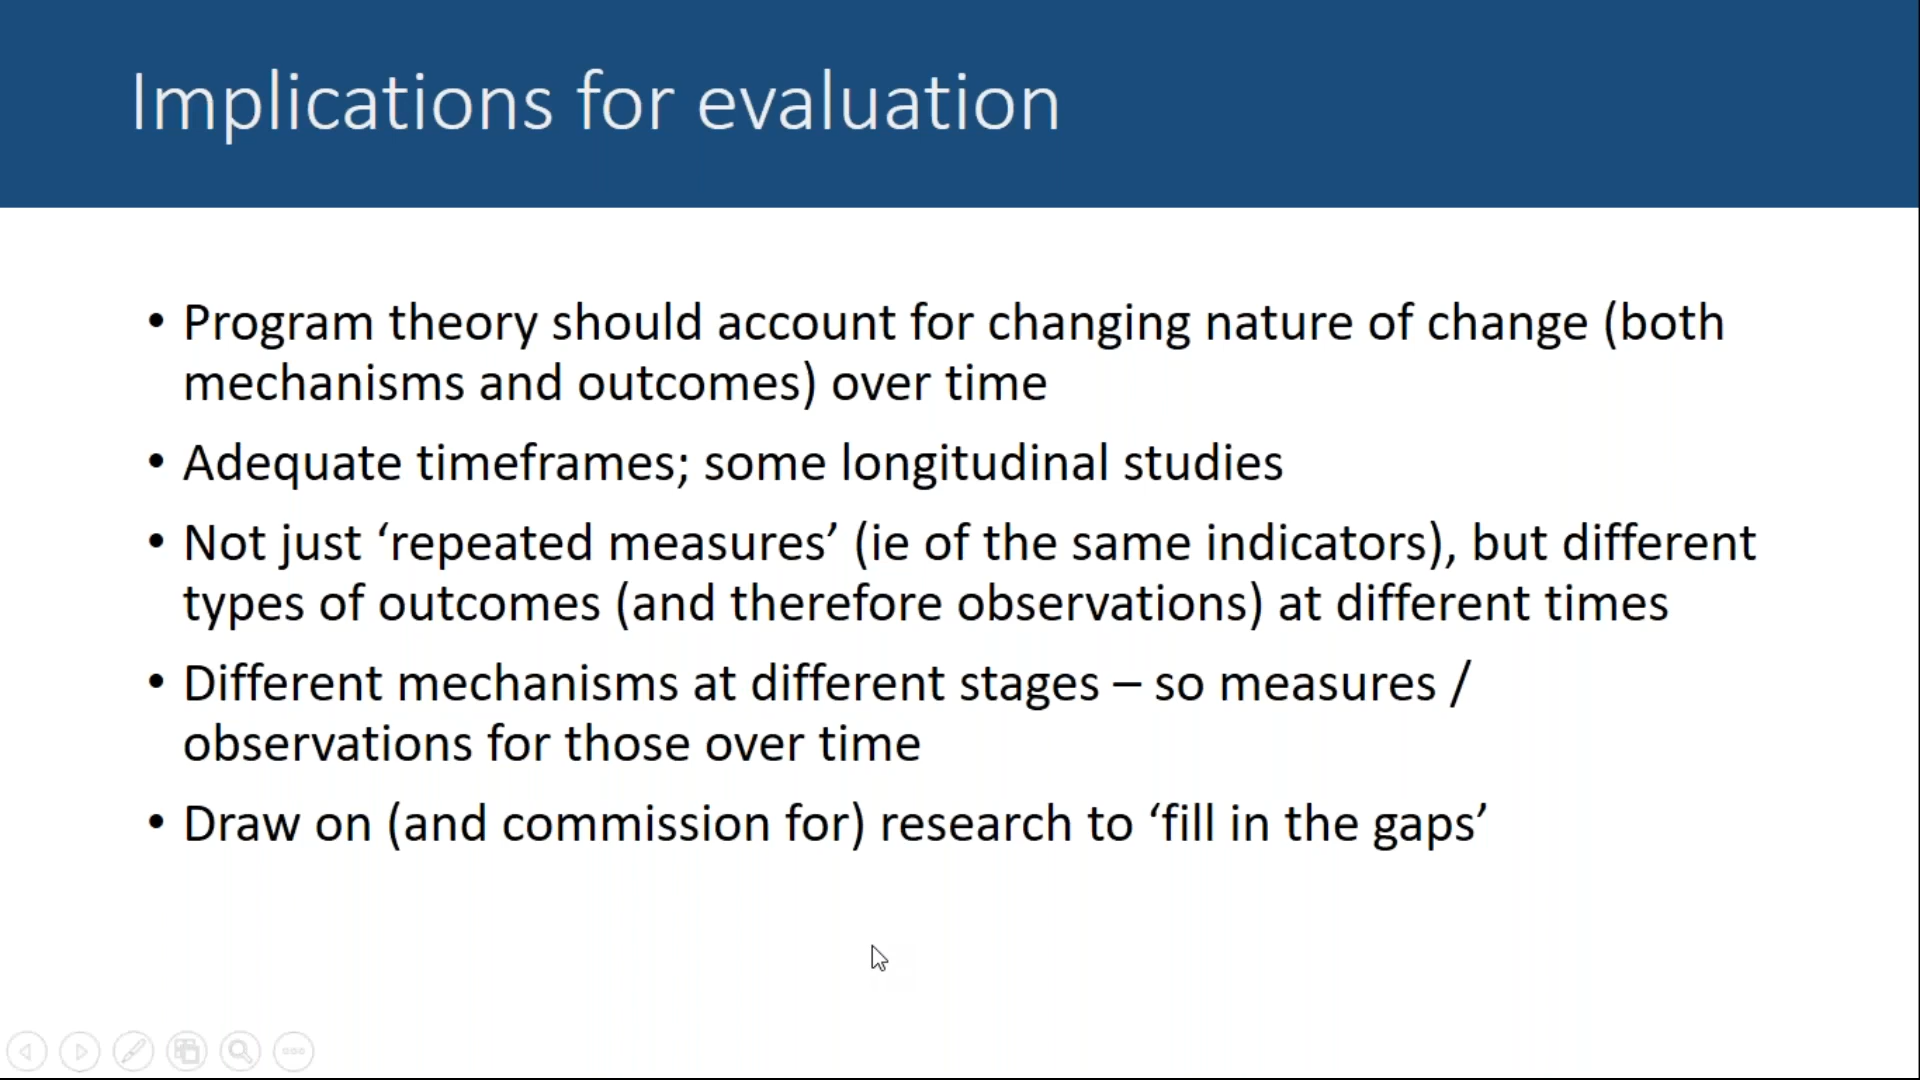 Implications for evaluation
• Program theory should account for changing nature of change (both
mechanisms and outcomes) over time
• Adequate timeframes; some longitudinal studies
• Not just ‘repeated measures’ (ie of the same indicators), but different
types of outcomes (and therefore observations) at different times
• Different mechanisms at different stages – so measures /
observations for those over time
• Draw on (and commission for) research to ‘fill in the gaps’